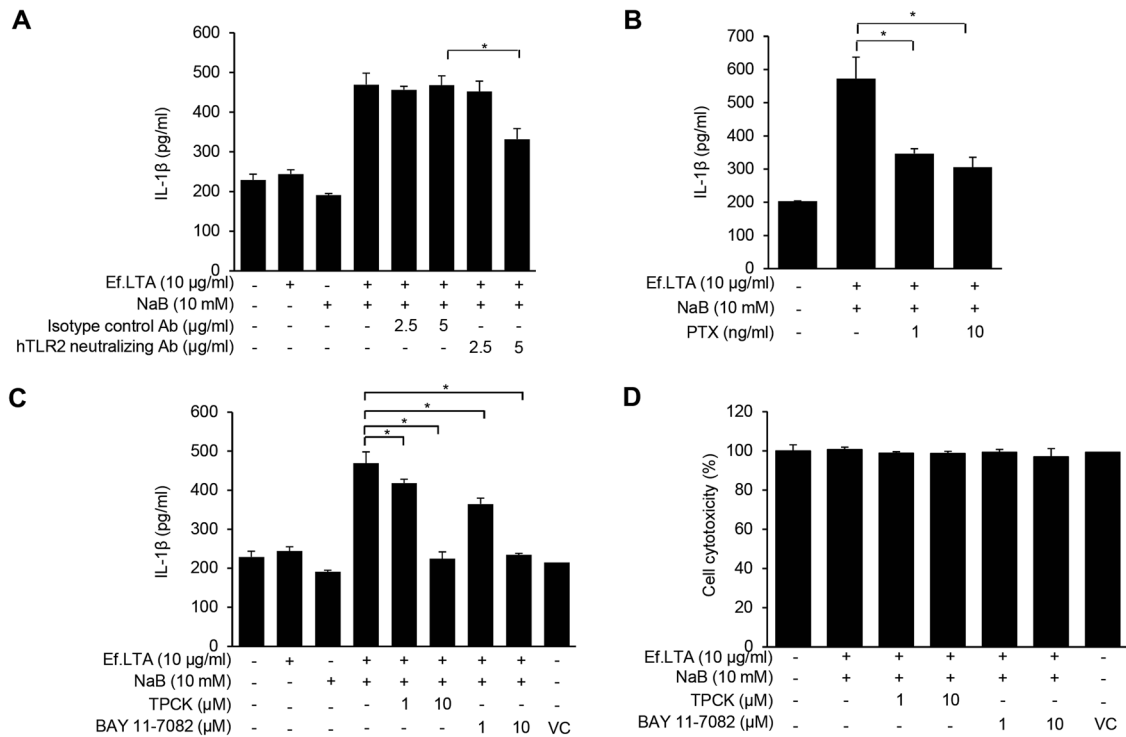 A
IL-1β (pg/ml)
600
500
400
300
200
100
0
*
Ef.LTA (10 µg/ml) - + - + + + + +
NaB (10 mM) - - + + + + + +
Isotype control Ab (µg/ml) - - - - 2.5 5 - -
hTLR2 neutralizing Ab (µg/ml) - - - - - - 2.5 5
B
IL-1β (pg/ml)
700
600
500
400
300
200
100
0
*
*
Ef.LTA (10 µg/ml) - + + +
NaB (10 mM) - + + +
PTX (ng/ml) - - 1 10
C
IL-1β (pg/ml)
600
500
400
300
200
100
0
*
*
*
*
Ef.LTA (10 µg/ml) - + - + + + + + -
NaB (10 mM) - - + + + + + + -
TPCK (µM) - - - - 1 10 - - -
BAY 11-7082 (µM) - - - - - - 1 10 VC
D
Cell cytotoxicity (%)
120
100
80
60
40
20
0
Ef.LTA (10 µg/ml) - + + + + + -
NaB (10 mM) - + + + + + -
TPCK (µM) - - 1 10 - - -
BAY 11-7082 (µM) - - - - 1 10 VC